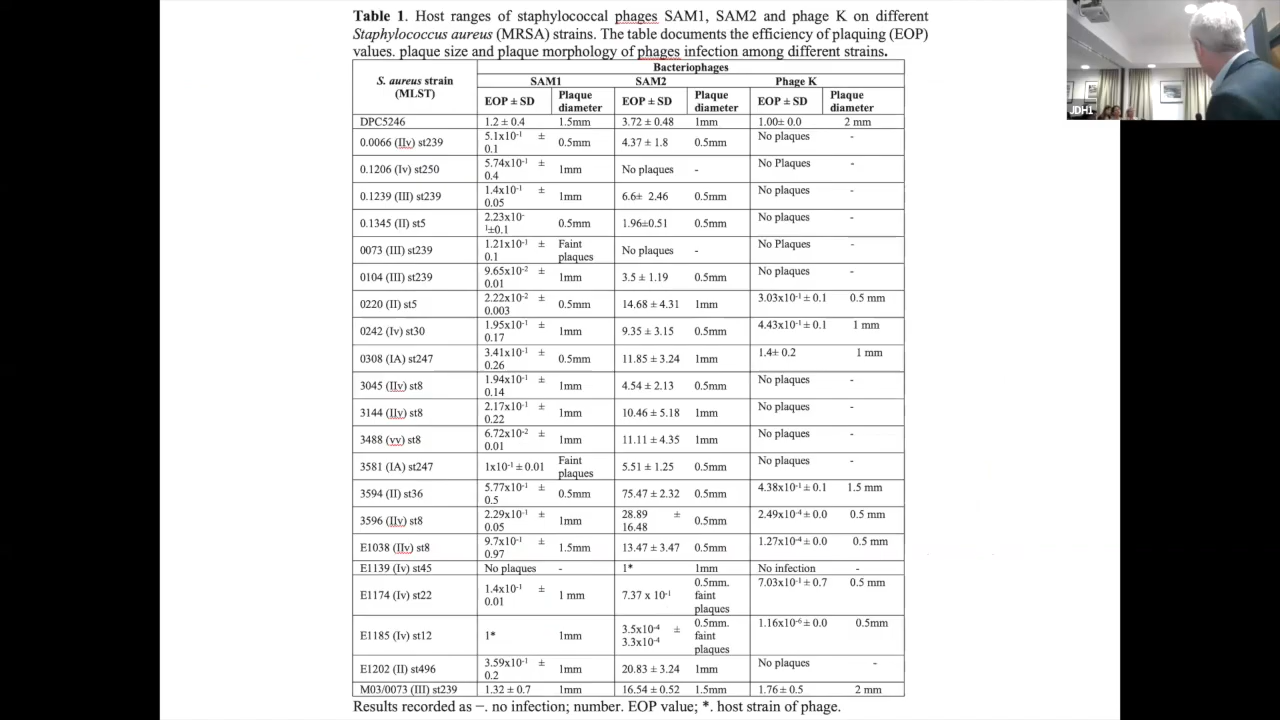 Table 1. Host ranges of staphylococcal phages SAM1, SAM2 and phage K on different
Staphylococcus aureus (MRSA) strains. The table documents the efficiency of plaquing (EOP)
values. plaque size and plaque morphology of phages infection among different strains.
S. aureus strain (MLST) Bacteriophages
SAM1 SAM2 Phage K
EOP ± SD Plaque diameter EOP ± SD Plaque diameter EOP ± SD Plaque diameter
DPC5246 1.2 ± 0.4 1.5mm 3.72 ± 0.48 1mm 1.00± 0.0 2 mm
0.0066 (IIv) st239 5.1x10⁻¹ ± 0.1 0.5mm 4.37 ± 1.8 0.5mm No plaques -
0.1206 (Iv) st250 5.74x10⁻¹ ± 0.4 1mm No plaques - No Plaques -
0.1239 (III) st239 1.4x10⁻¹ ± 0.05 1mm 6.6± 2.46 0.5mm No plaques -
0.1345 (II) st5 2.23x10⁻¹±0.1 0.5mm 1.96±0.51 0.5mm No plaques -
0073 (III) st239 1.21x10⁻¹ ± 0.1 Faint plaques No plaques - No Plaques -
0104 (III) st239 9.65x10⁻² ± 0.01 1mm 3.5 ± 1.19 0.5mm No plaques -
0220 (II) st5 2.22x10⁻² ± 0.003 0.5mm 14.68 ± 4.31 1mm 3.03x10⁻¹ ± 0.1 0.5 mm
0242 (Iv) st30 1.95x10⁻¹ ± 0.17 1mm 9.35 ± 3.15 0.5mm 4.43x10⁻¹ ± 0.1 1 mm
0308 (IA) st247 3.41x10⁻¹ ± 0.26 0.5mm 11.85 ± 3.24 1mm 1.4± 0.2 1 mm
3045 (IIv) st8 1.94x10⁻¹ ± 0.14 1mm 4.54 ± 2.13 0.5mm No plaques -
3144 (IIv) st8 2.17x10⁻¹ ± 0.22 1mm 10.46 ± 5.18 1mm No plaques -
3488 (vv) st8 6.72x10⁻² ± 0.01 1mm 11.11 ± 4.35 1mm No plaques -
3581 (IA) st247 1x10⁻¹ ± 0.01 Faint plaques 5.51 ± 1.25 0.5mm No plaques -
3594 (II) st36 5.77x10⁻¹ ± 0.5 0.5mm 75.47 ± 2.32 0.5mm 4.38x10⁻¹ ± 0.1 1.5 mm
3596 (IIv) st8 2.29x10⁻¹ ± 0.05 1mm 28.89 ± 16.48 0.5mm 2.49x10⁻⁴ ± 0.0 0.5 mm
E1038 (IIv) st8 9.7x10⁻¹ ± 0.97 1.5mm 13.47 ± 3.47 0.5mm 1.27x10⁻⁴ ± 0.0 0.5 mm
E1139 (Iv) st45 No plaques - 1* 1mm No infection -
E1174 (Iv) st22 1.4x10⁻¹ ± 0.01 1 mm 7.37 x 10⁻¹ 0.5mm. faint plaques 7.03x10⁻¹ ± 0.7 0.5 mm
E1185 (Iv) st12 1* 1mm 3.5x10⁻⁴ ± 3.3x10⁻⁴ 0.5mm. faint plaques 1.16x10⁻⁶ ± 0.0 0.5mm
E1202 (II) st496 3.59x10⁻¹ ± 0.2 1mm 20.83 ± 3.24 1mm No plaques -
M03/0073 (III) st239 1.32 ± 0.7 1mm 16.54 ± 0.52 1.5mm 1.76± 0.5 2 mm
Results recorded as −. no infection; number. EOP value; *. host strain of phage.
JDH1